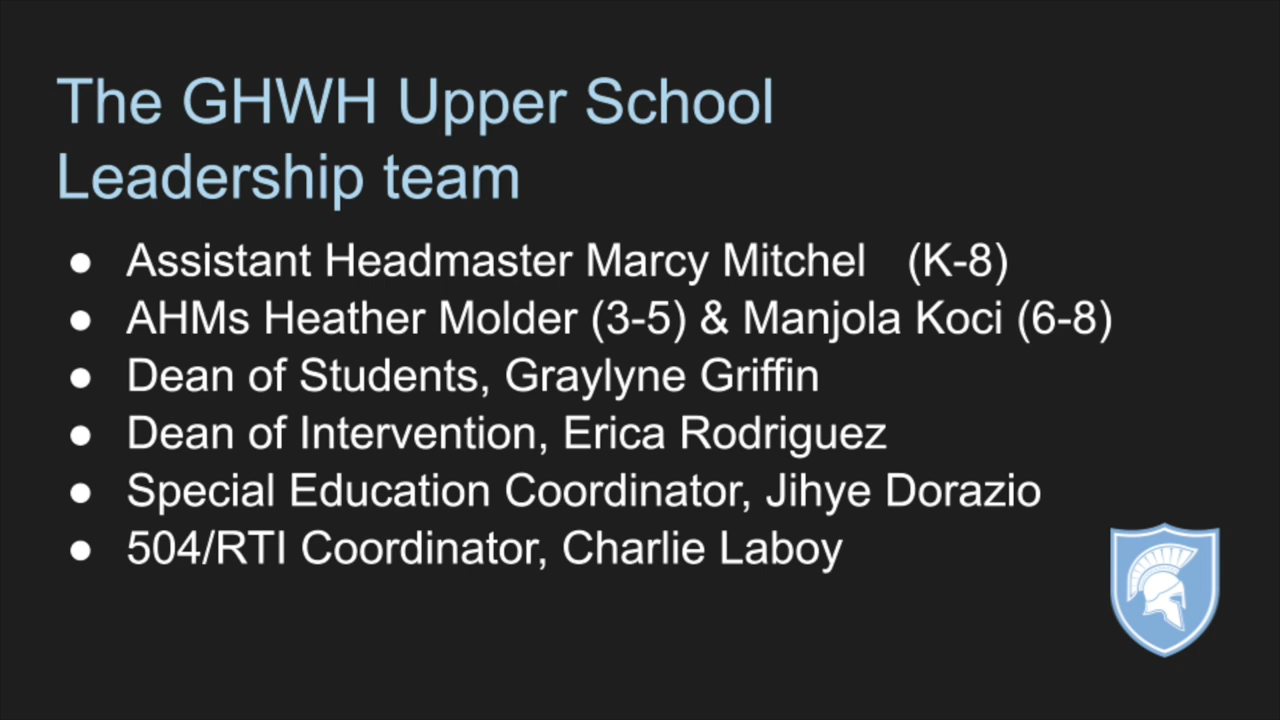 The GHWH Upper School
Leadership team
● Assistant Headmaster Marcy Mitchel (K-8)
● AHMs Heather Molder (3-5) & Manjola Koci (6-8)
● Dean of Students, Graylyne Griffin
● Dean of Intervention, Erica Rodriguez
● Special Education Coordinator, Jihye Dorazio
● 504/RTI Coordinator, Charlie Laboy